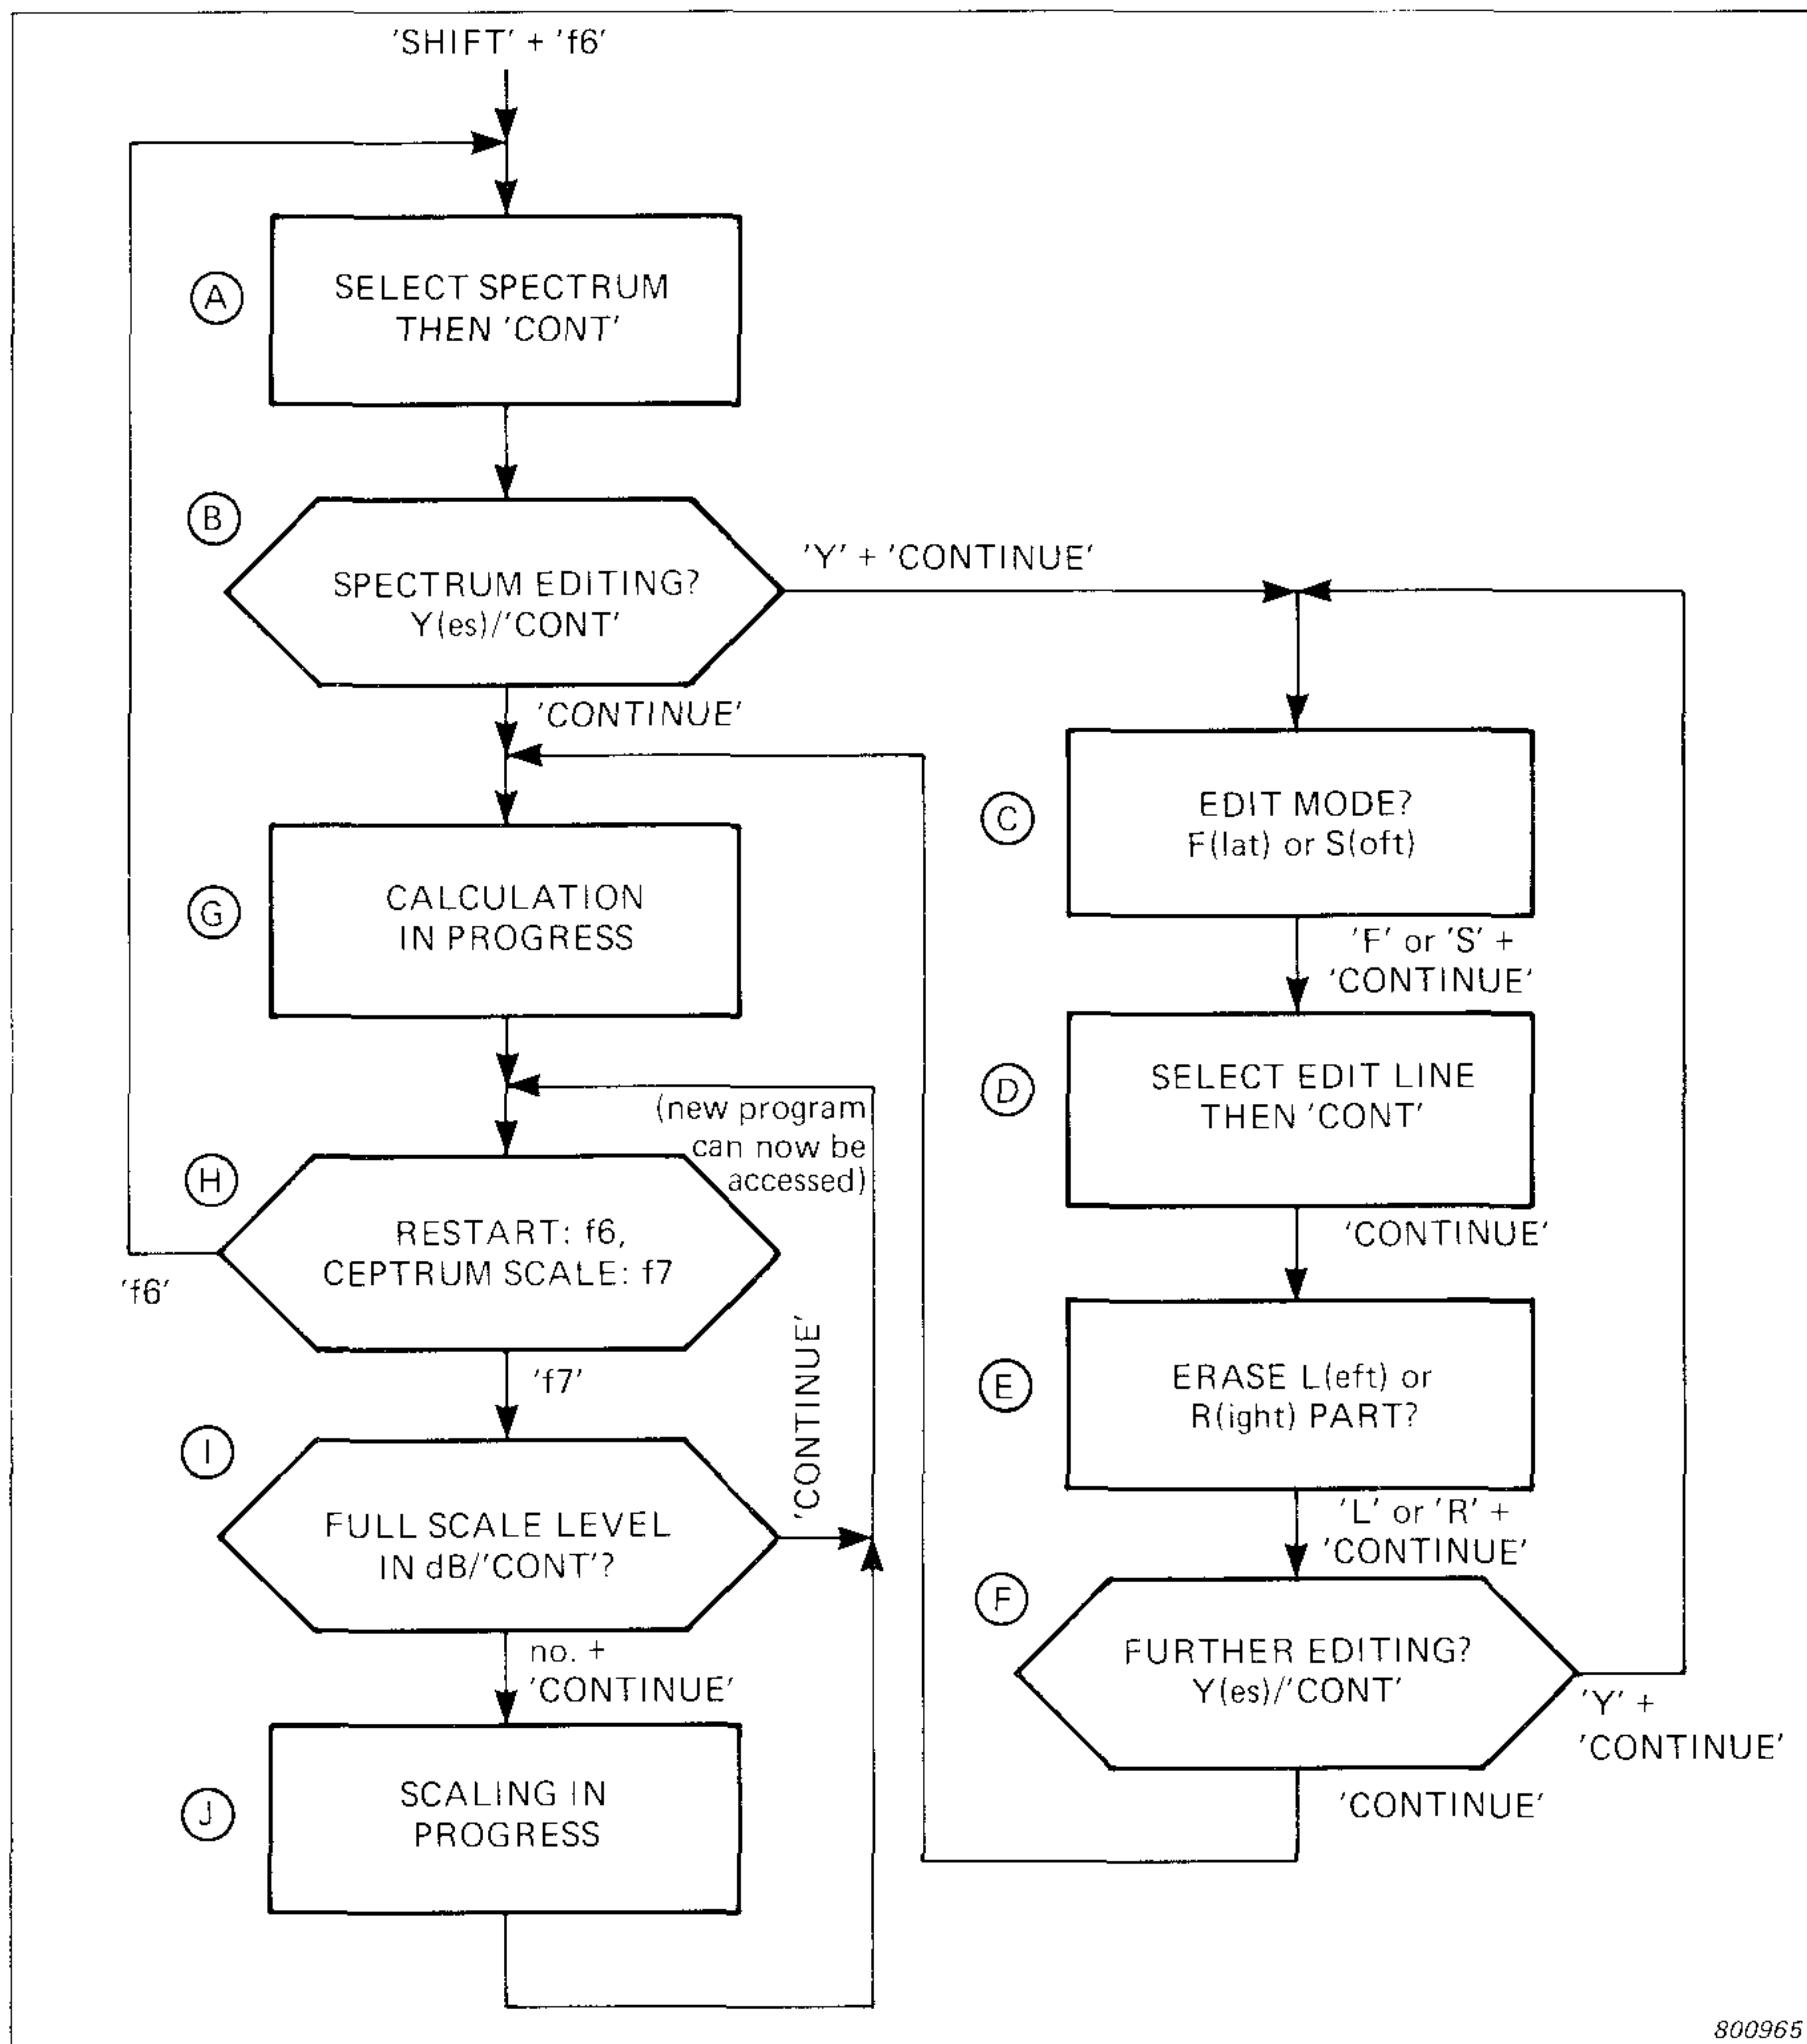 'SHIFT' + 'f6'
A
SELECT SPECTRUM
THEN 'CONT'
B
SPECTRUM EDITING?
Y(es)/'CONT'
'Y' + 'CONTINUE'
'CONTINUE'
G
CALCULATION
IN PROGRESS
(new program
can now be
accessed)
H
RESTART: f6,
CEPTRUM SCALE: f7
'f6'
'f7'
'CONTINUE'
I
FULL SCALE LEVEL
IN dB/'CONT'?
no. +
'CONTINUE'
J
SCALING IN
PROGRESS
C
EDIT MODE?
F(lat) or S(oft)
'F' or 'S' +
'CONTINUE'
D
SELECT EDIT LINE
THEN 'CONT'
'CONTINUE'
E
ERASE L(eft) or
R(ight) PART?
'L' or 'R' +
'CONTINUE'
F
FURTHER EDITING?
Y(es)/'CONT'
'Y' +
'CONTINUE'
'CONTINUE'
800965